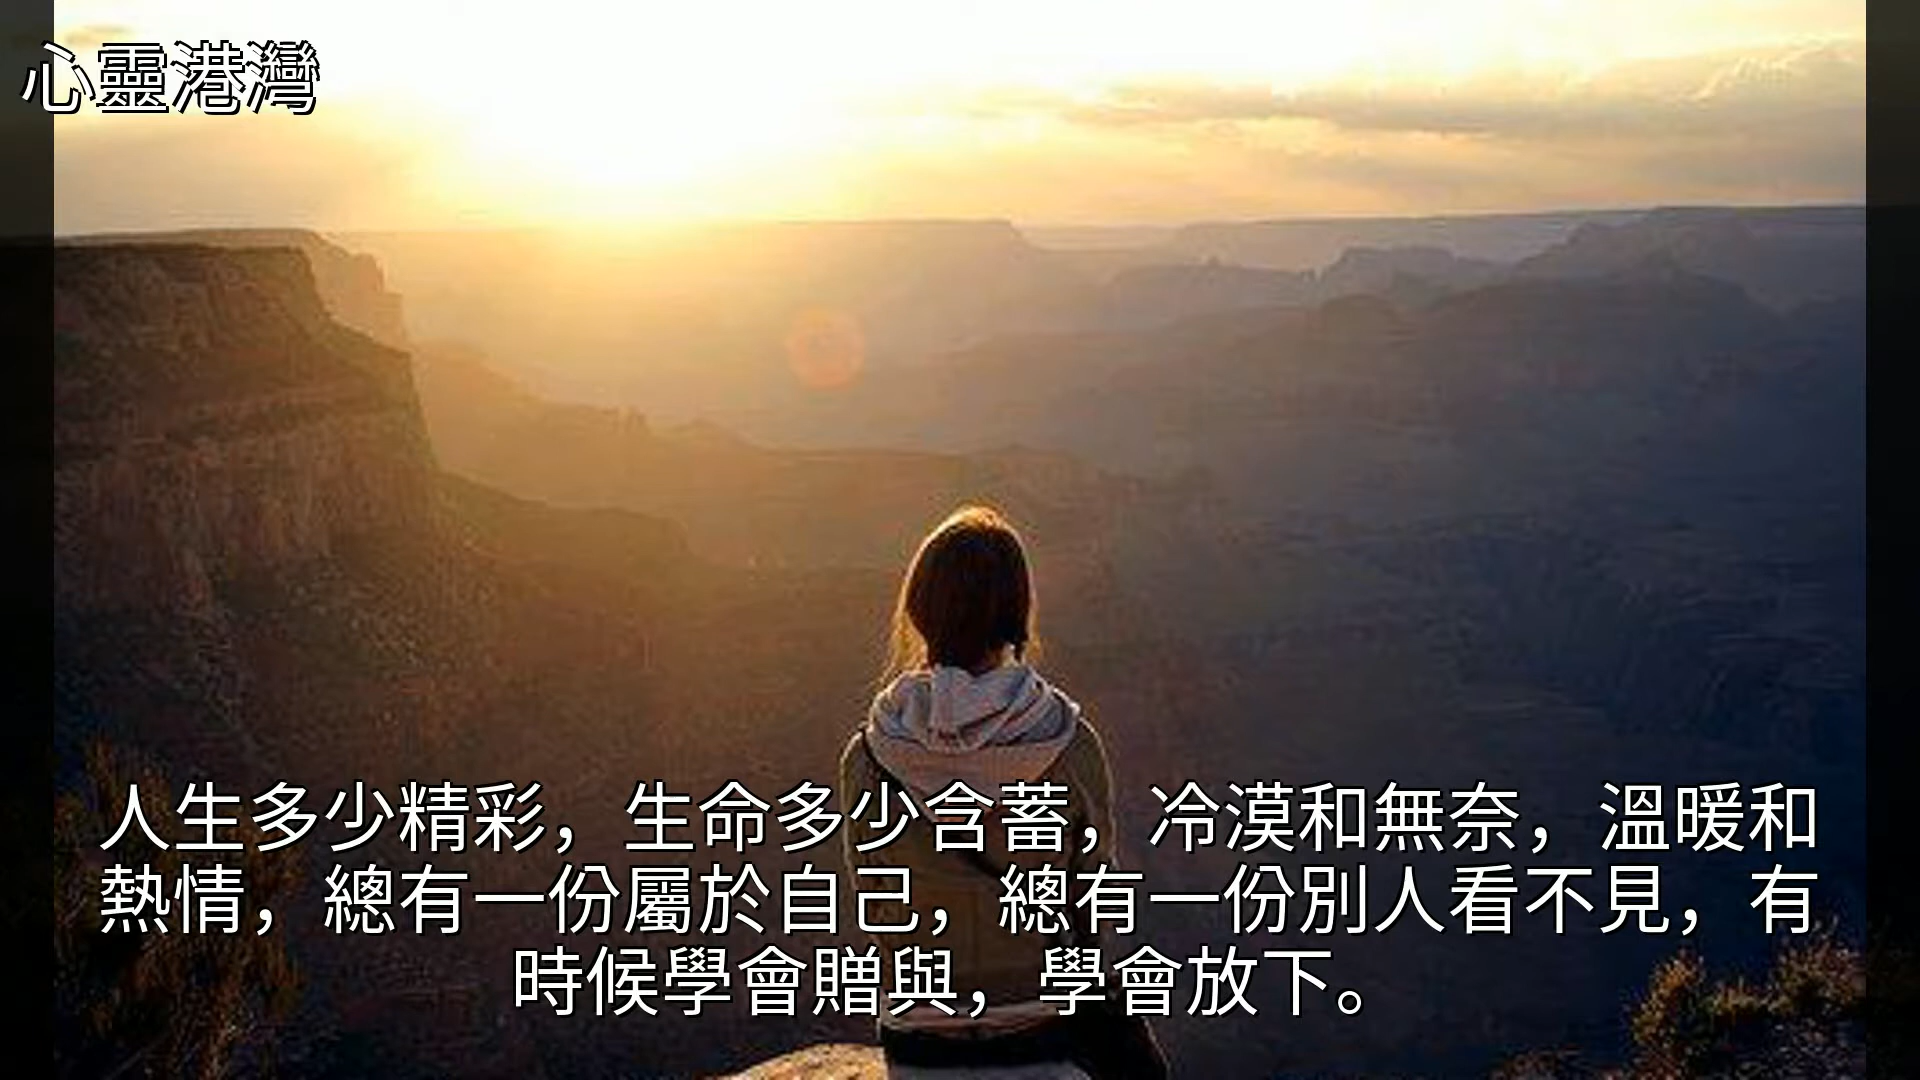 心靈港灣
人生多少精彩，生命多少含蓄，冷漠和無奈，溫暖和
熱情，總有一份屬於自己，總有一份別人看不見，有
時候學會贈與，學會放下。